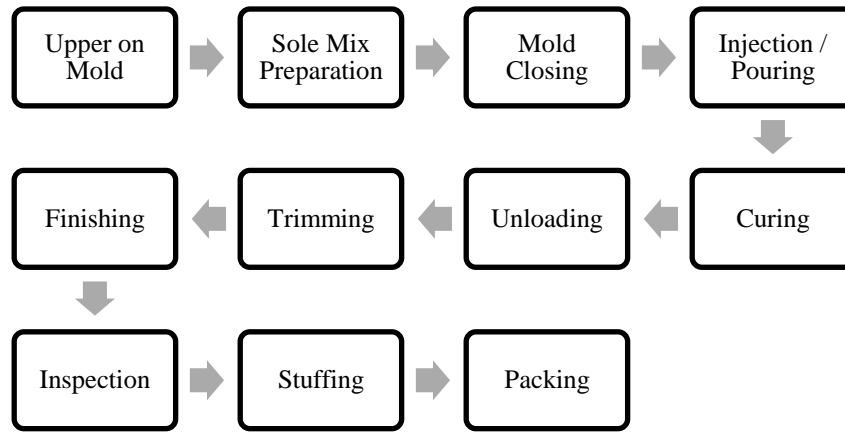 Upper on
Mold
Sole Mix
Preparation
Mold
Closing
Injection /
Pouring
Curing
Unloading
Trimming
Finishing
Inspection
Stuffing
Packing